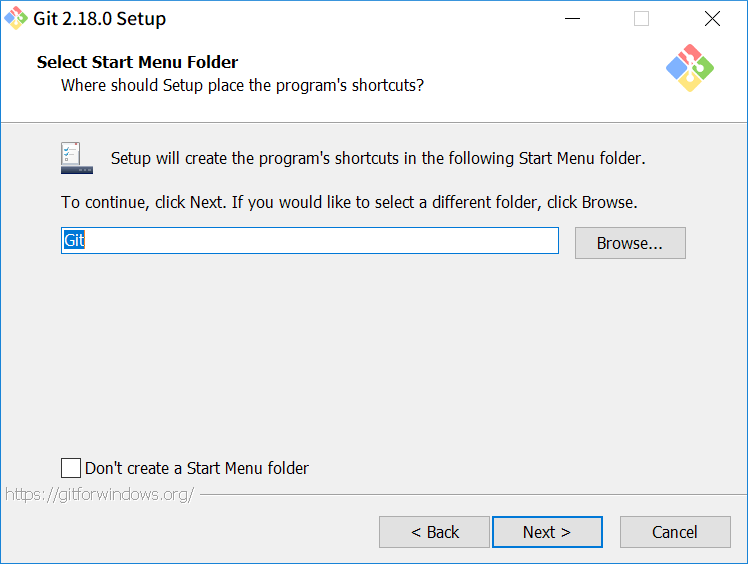 Git 2.18.0 Setup
Select Start Menu Folder
Where should Setup place the program's shortcuts?
Setup will create the program's shortcuts in the following Start Menu folder.
To continue, click Next. If you would like to select a different folder, click Browse.
Git
Browse...
Don't create a Start Menu folder
https://gitforwindows.org/
< Back
Next >
Cancel